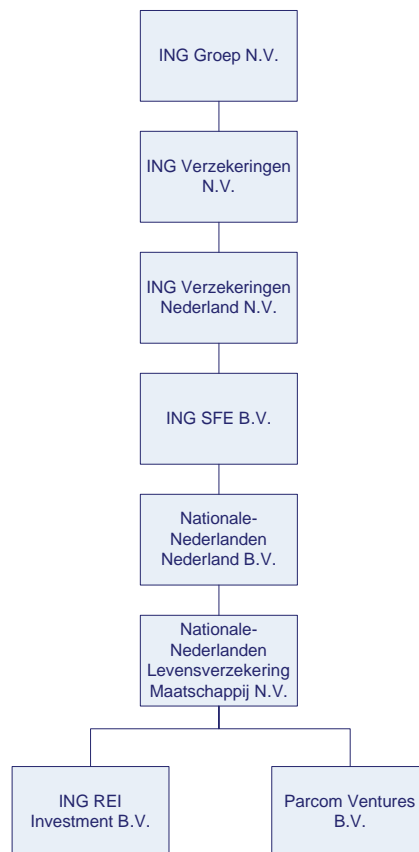 ING Groep N.V.
ING Verzekeringen
N.V.
ING Verzekeringen
Nederland N.V.
ING SFE B.V.
Nationale-
Nederlanden
Nederland B.V.
Nationale-
Nederlanden
Levensverzekering
Maatschappij N.V.
ING REI
Investment B.V.
Parcom Ventures
B.V.